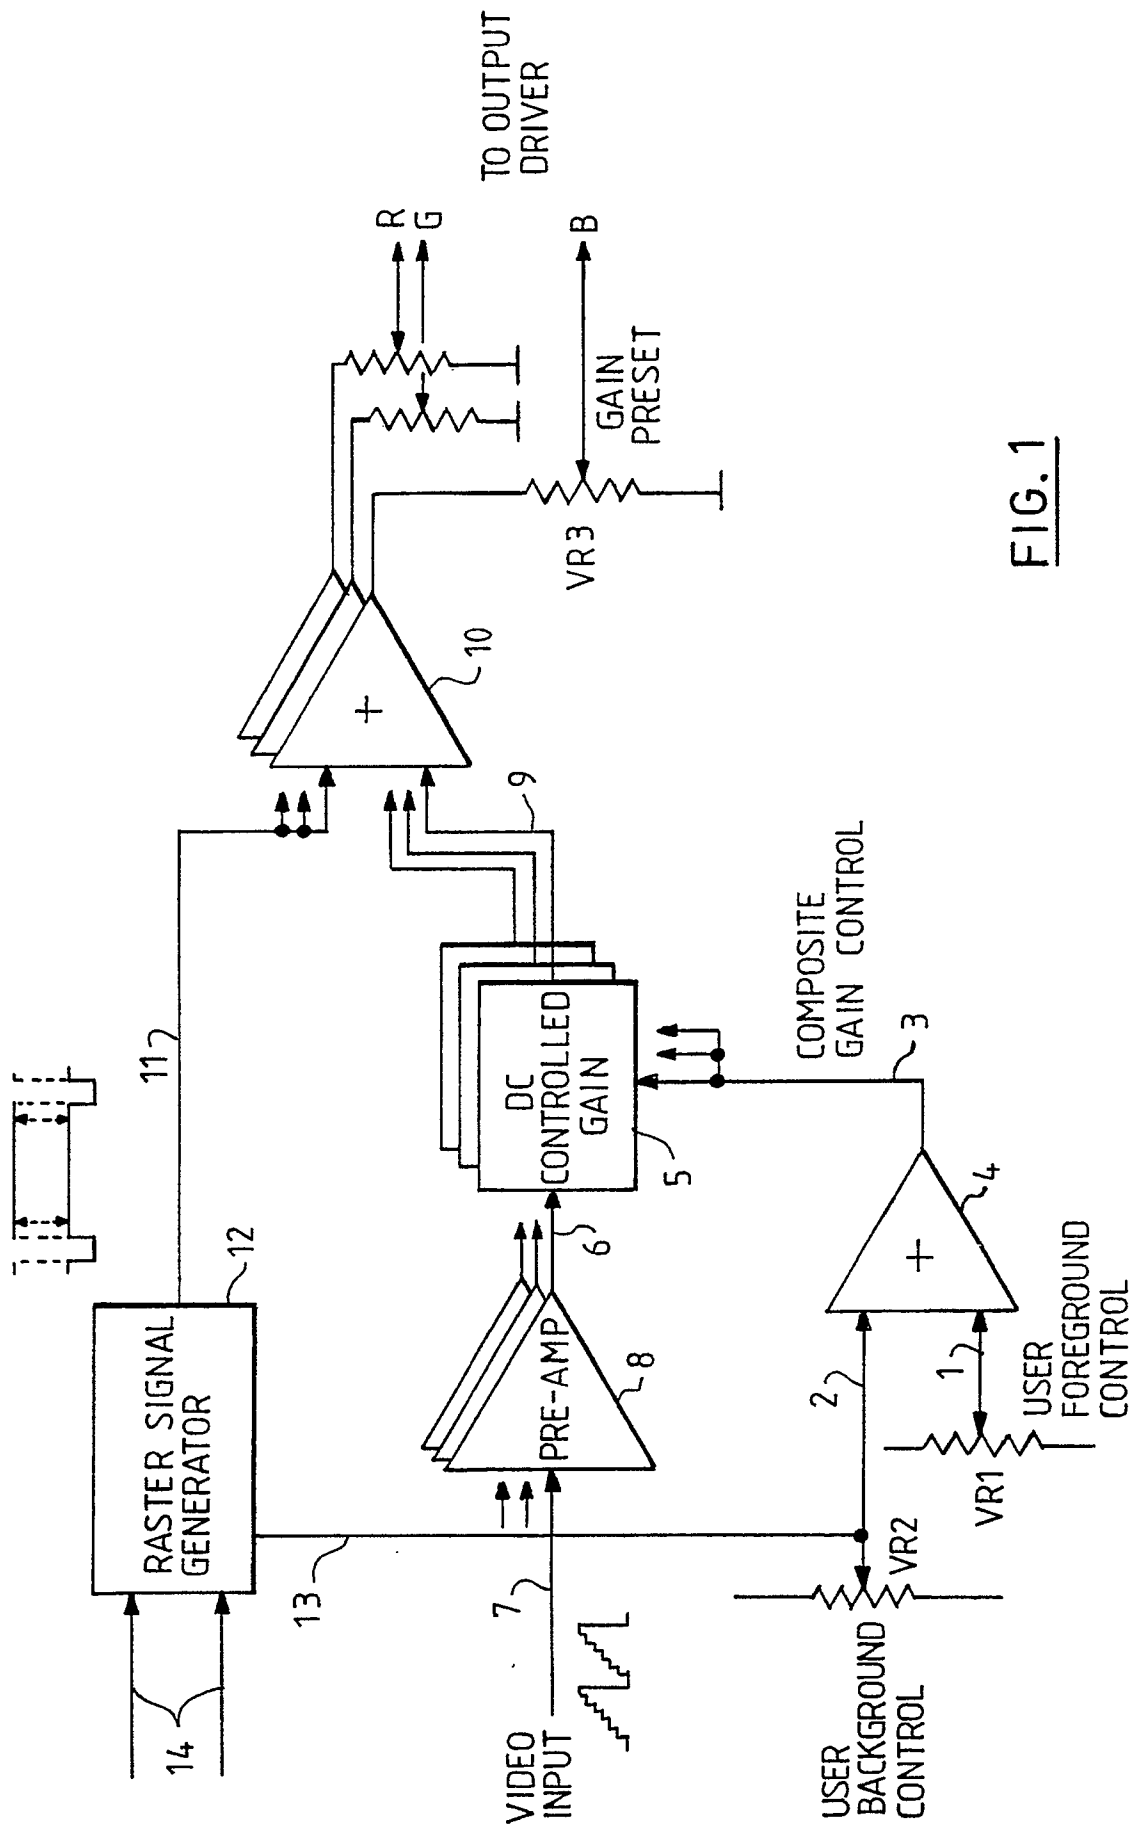 14
RASTER SIGNAL
GENERATOR
12
11
13
VIDEO
INPUT
7
PRE-AMP
8
6
DC
CONTROLLED
GAIN
5
9
+
10
R
G
B
TO OUTPUT
DRIVER
GAIN
PRESET
VR3
USER
BACKGROUND
CONTROL
VR2
2
VR1
1
USER
FOREGROUND
CONTROL
+
4
3
COMPOSITE
GAIN CONTROL
FIG. 1